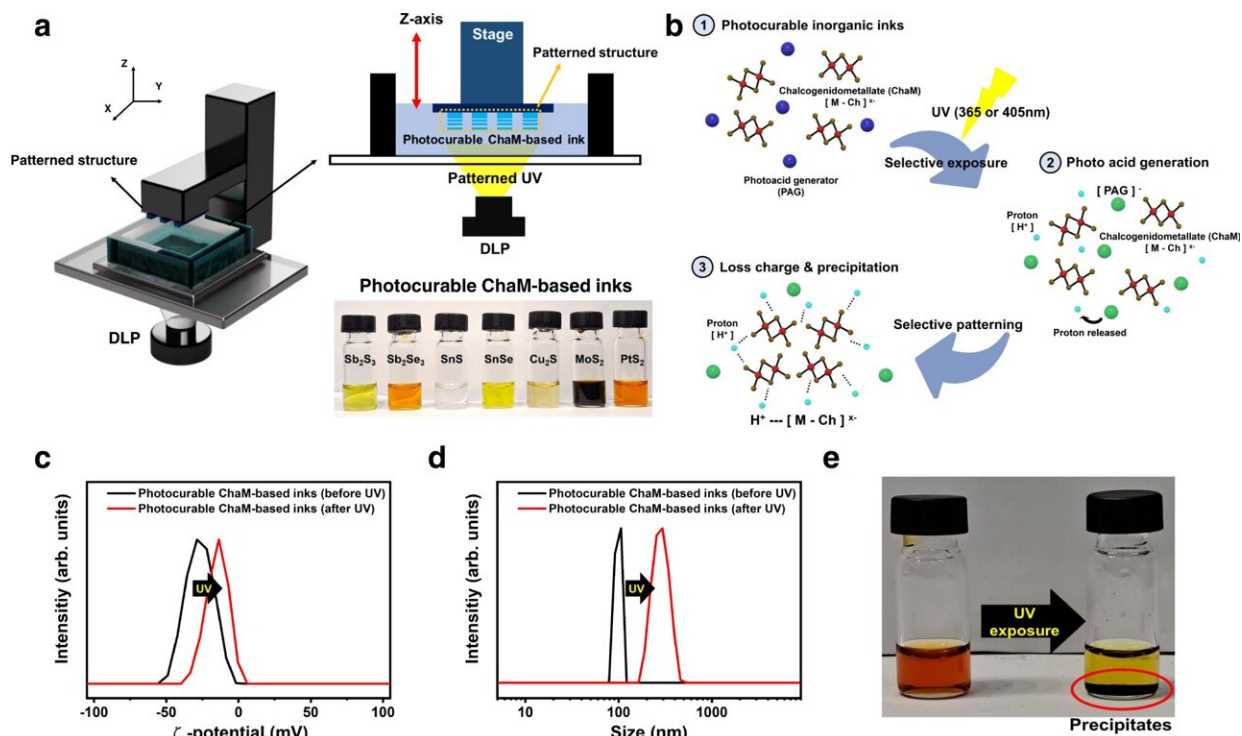 a
Z-axis
Stage
Patterned structure
Z
Y
X
Patterned structure
Photocurable ChaM-based ink
Patterned UV
DLP
DLP
Photocurable ChaM-based inks
Sb₂S₃
Sb₂Se₃
SnS
SnSe
Cu₂S
MoS₂
PtS₂
b
1 Photocurable inorganic inks
Chalcogenidometallate (ChaM)
[ M - Ch ] ˣ⁻
Photoacid generator
(PAG)
UV (365 or 405nm)
Selective exposure
2 Photo acid generation
[ PAG ] ⁻
Proton
[ H⁺ ]
Chalcogenidometallate (ChaM)
[ M - Ch ] ˣ⁻
Proton released
Selective patterning
3 Loss charge & precipitation
Proton
[ H⁺ ]
H⁺ --- [ M - Ch ] ˣ⁻
c
Intensitiy (arb. units)
Photocurable ChaM-based inks (before UV)
Photocurable ChaM-based inks (after UV)
UV
-100 -50 0 50 100
ζ -potential (mV)
d
Intensitiy (arb. units)
Photocurable ChaM-based inks (before UV)
Photocurable ChaM-based inks (after UV)
UV
10 100 1000
Size (nm)
e
UV
exposure
Precipitates